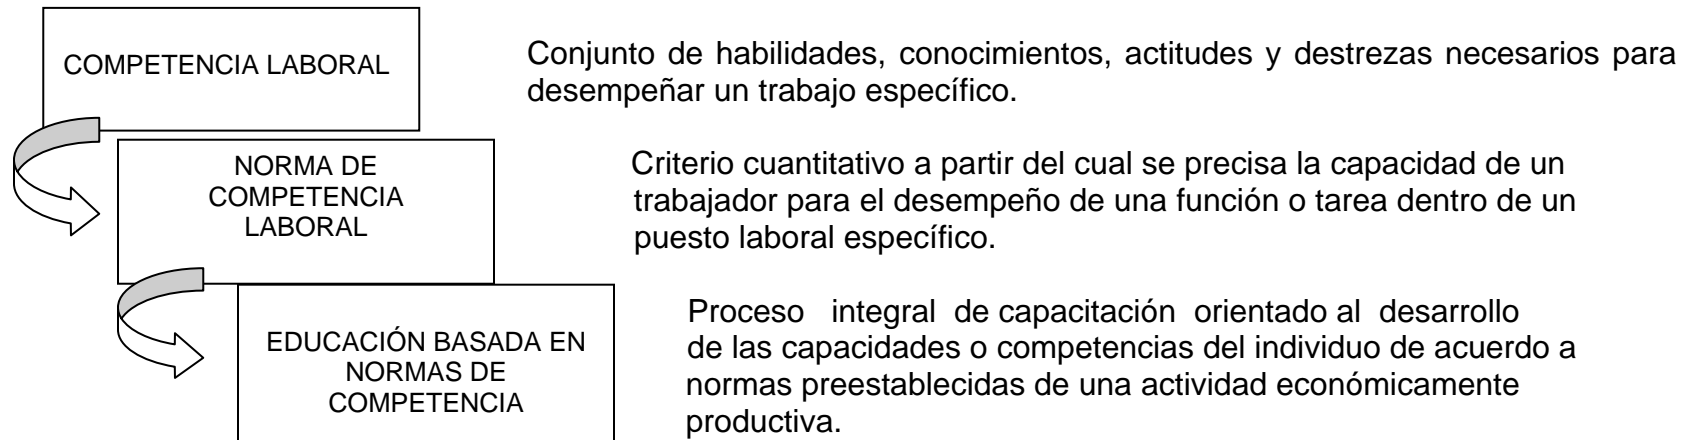 COMPETENCIA LABORAL
Conjunto de habilidades, conocimientos, actitudes y destrezas necesarios para
desempeñar un trabajo específico.
NORMA DE
COMPETENCIA
LABORAL
Criterio cuantitativo a partir del cual se precisa la capacidad de un
trabajador para el desempeño de una función o tarea dentro de un
puesto laboral específico.
EDUCACIÓN BASADA EN
NORMAS DE
COMPETENCIA
Proceso integral de capacitación orientado al desarrollo
de las capacidades o competencias del individuo de acuerdo a
normas preestablecidas de una actividad económicamente
productiva.